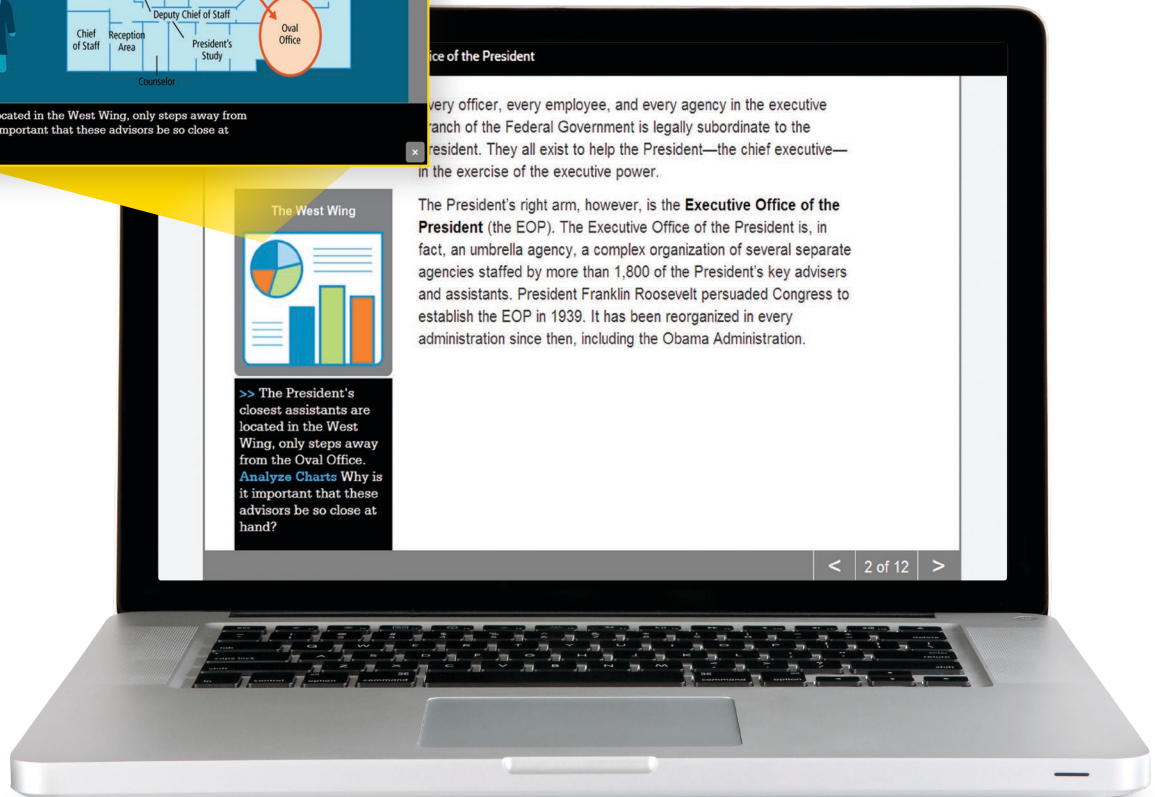 Deputy Chief of Staff
Chief
of Staff
Reception
Area
President's
Study
Oval
Office
Counselor
ocated in the West Wing, only steps away from
mportant that these advisors be so close at
ice of the President
very officer, every employee, and every agency in the executive
ranch of the Federal Government is legally subordinate to the
resident. They all exist to help the President—the chief executive—
in the exercise of the executive power.
The West Wing
The President's right arm, however, is the Executive Office of the
President (the EOP). The Executive Office of the President is, in
fact, an umbrella agency, a complex organization of several separate
agencies staffed by more than 1,800 of the President's key advisers
and assistants. President Franklin Roosevelt persuaded Congress to
establish the EOP in 1939. It has been reorganized in every
administration since then, including the Obama Administration.
>> The President's
closest assistants are
located in the West
Wing, only steps away
from the Oval Office.
Analyze Charts Why is
it important that these
advisors be so close at
hand?
< 2 of 12 >